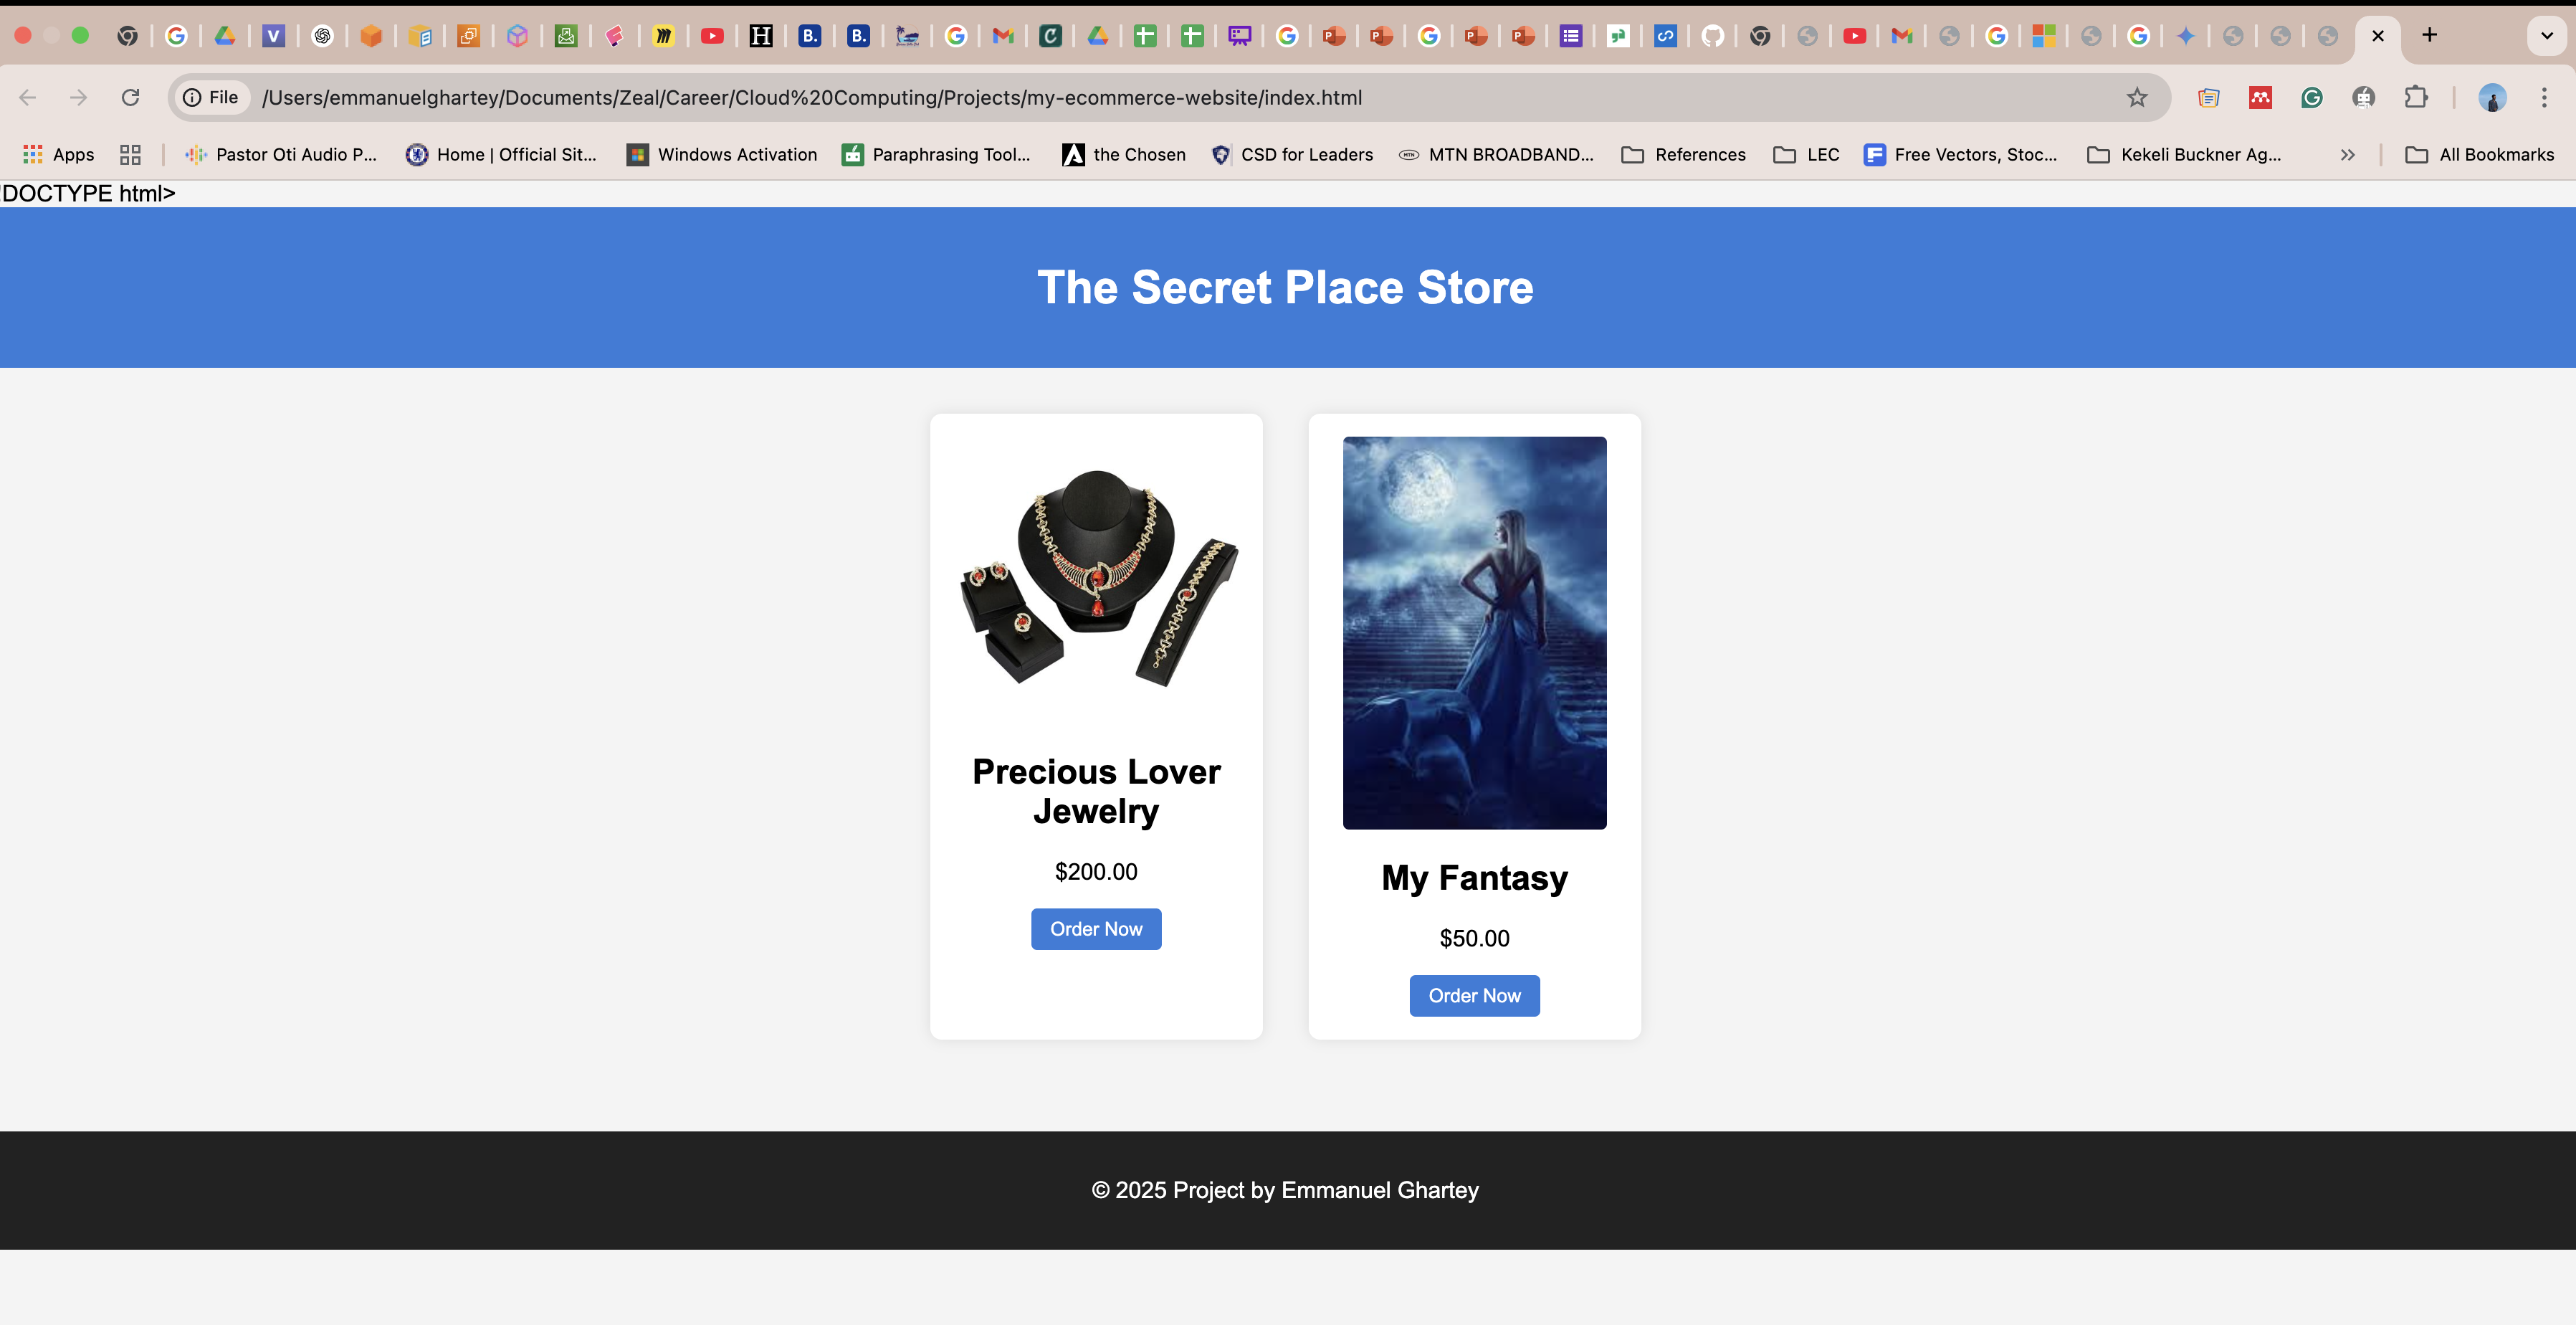 File
/Users/emmanuelghartey/Documents/Zeal/Career/Cloud%20Computing/Projects/my-ecommerce-website/index.html
Apps
Pastor Oti Audio P...
Home | Official Sit...
Windows Activation
Paraphrasing Tool...
the Chosen
CSD for Leaders
MTN BROADBAND...
References
LEC
Free Vectors, Stoc...
Kekeli Buckner Ag...
All Bookmarks
!DOCTYPE html>
The Secret Place Store
Precious Lover
Jewelry
$200.00
Order Now
My Fantasy
$50.00
Order Now
© 2025 Project by Emmanuel Ghartey